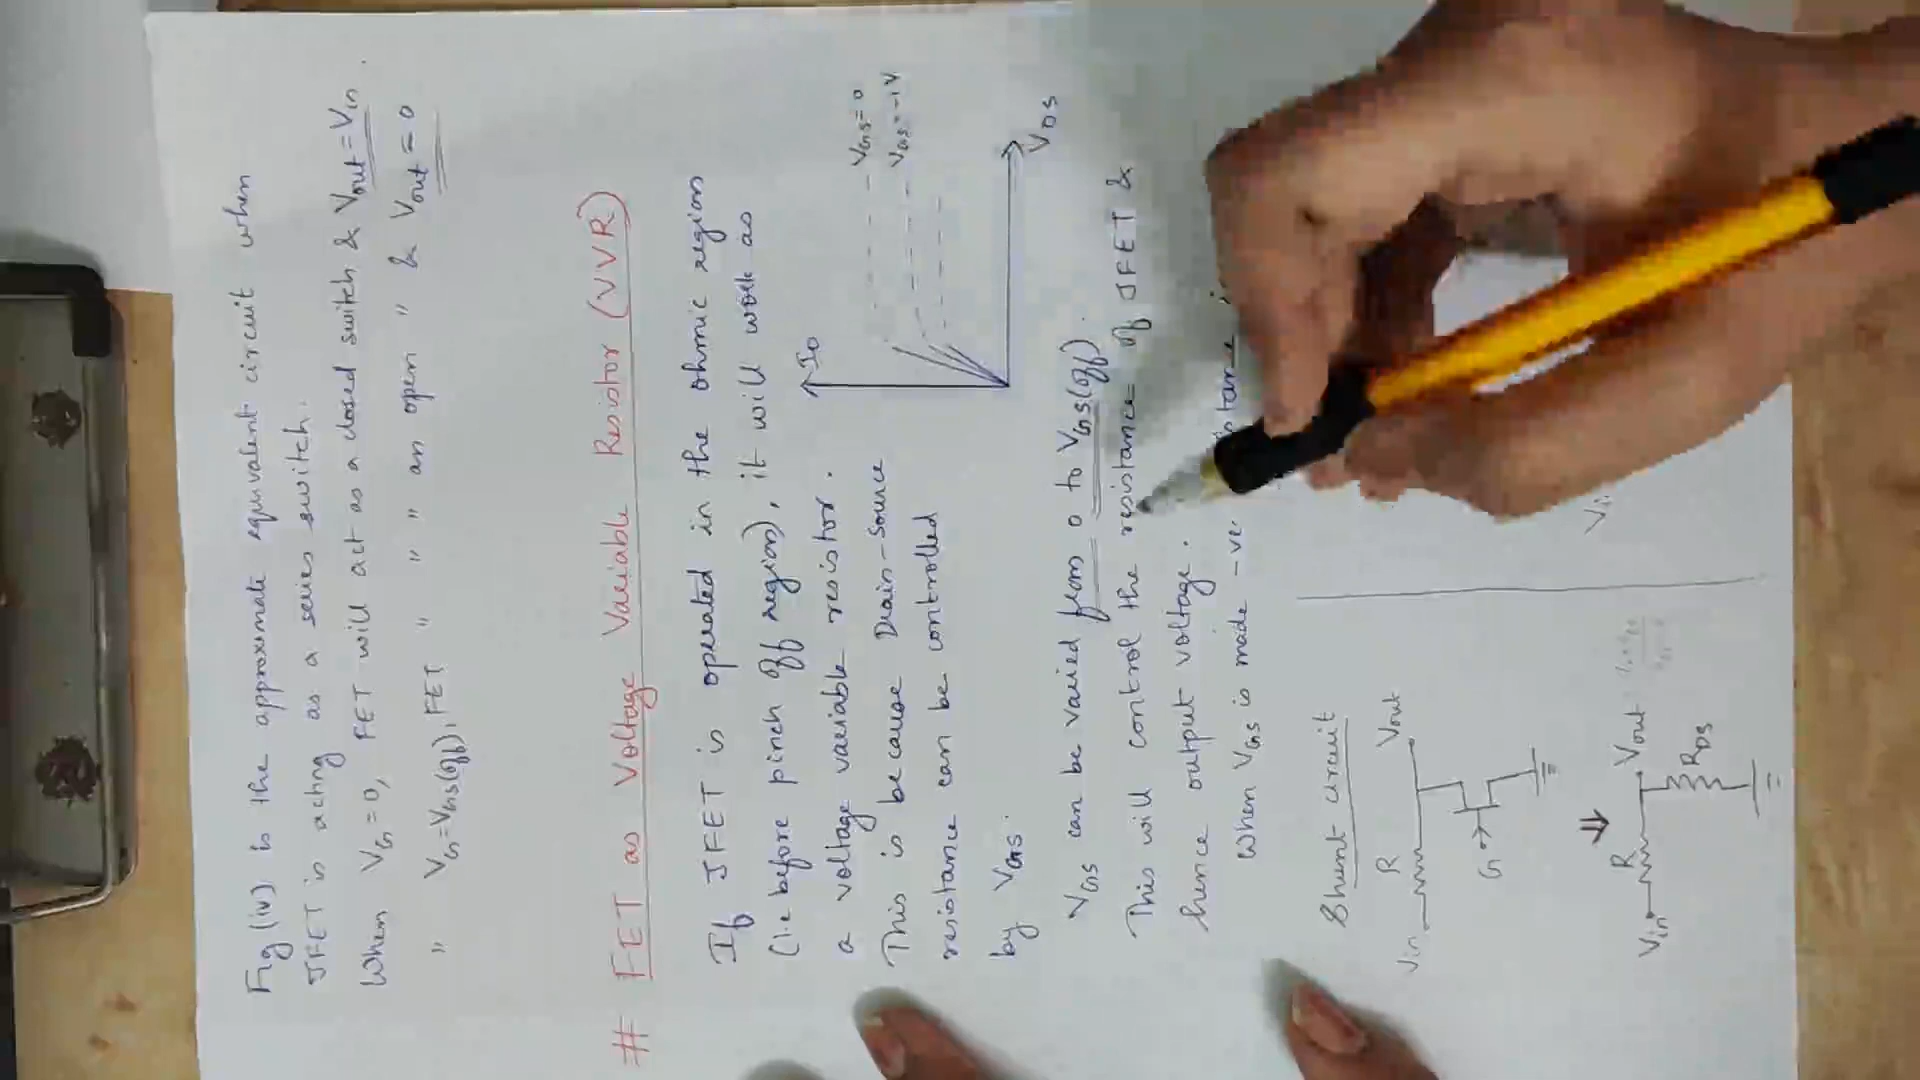 Fig (iv) is the approximate equivalent circuit when
JFET is acting as a series switch.
When VG = 0, FET will act as a closed switch & Vout = Vin.
" VG = VGS(off), FET " " " an open " & Vout = 0
# FET as Voltage Variable Resistor (VVR)
If JFET is operated in the ohmic region
(i.e before pinch off region), it will work as
a voltage variable resistor.
This is because Drain-source
resistance can be controlled
by VGS.
ID
VGS = 0
VGS = -1V
VDS
VGS can be varied from 0 to VGS(off).
This will control the resistance of JFET &
hence output voltage.
When VGS is made -ve
Shunt circuit
Vin R Vout
G
⇒
Vin R Vout
RDS